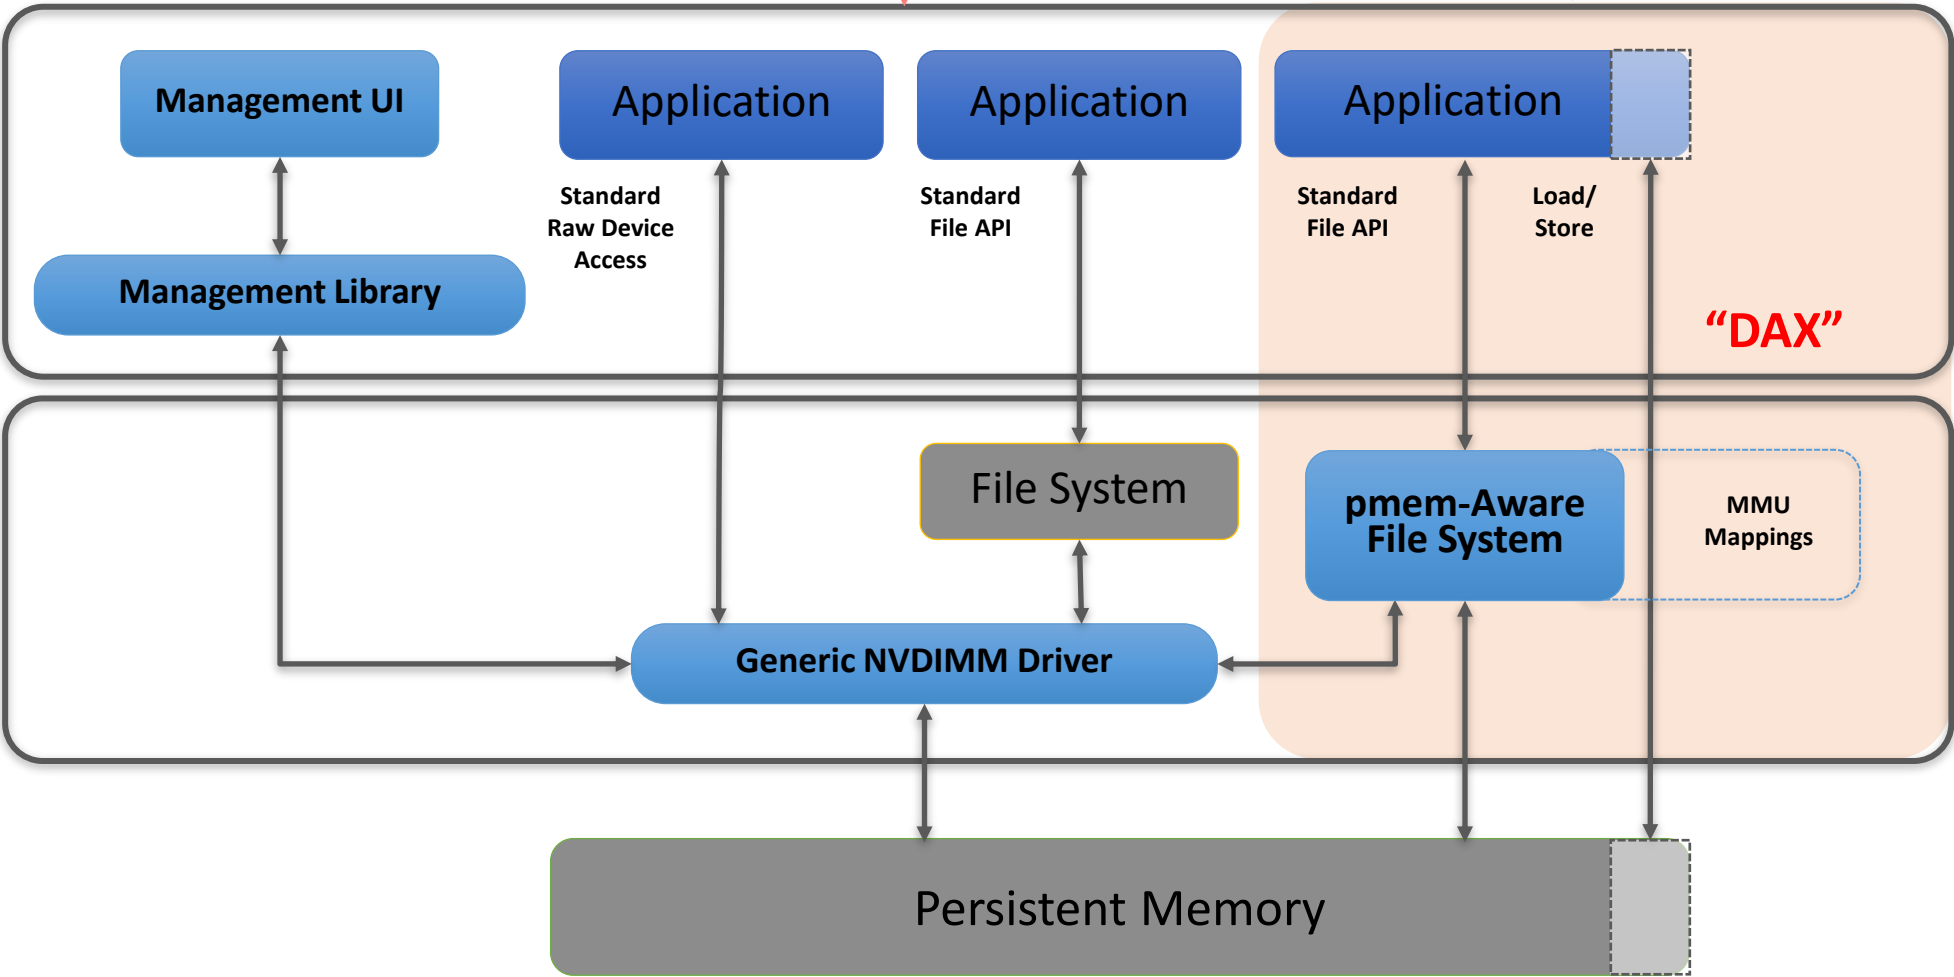 Management UI
Application
Application
Application
Standard
Raw Device
Access
Standard
File API
Standard
File API
Load/
Store
Management Library
“DAX”
File System
pmem-Aware
File System
MMU
Mappings
Generic NVDIMM Driver
Persistent Memory